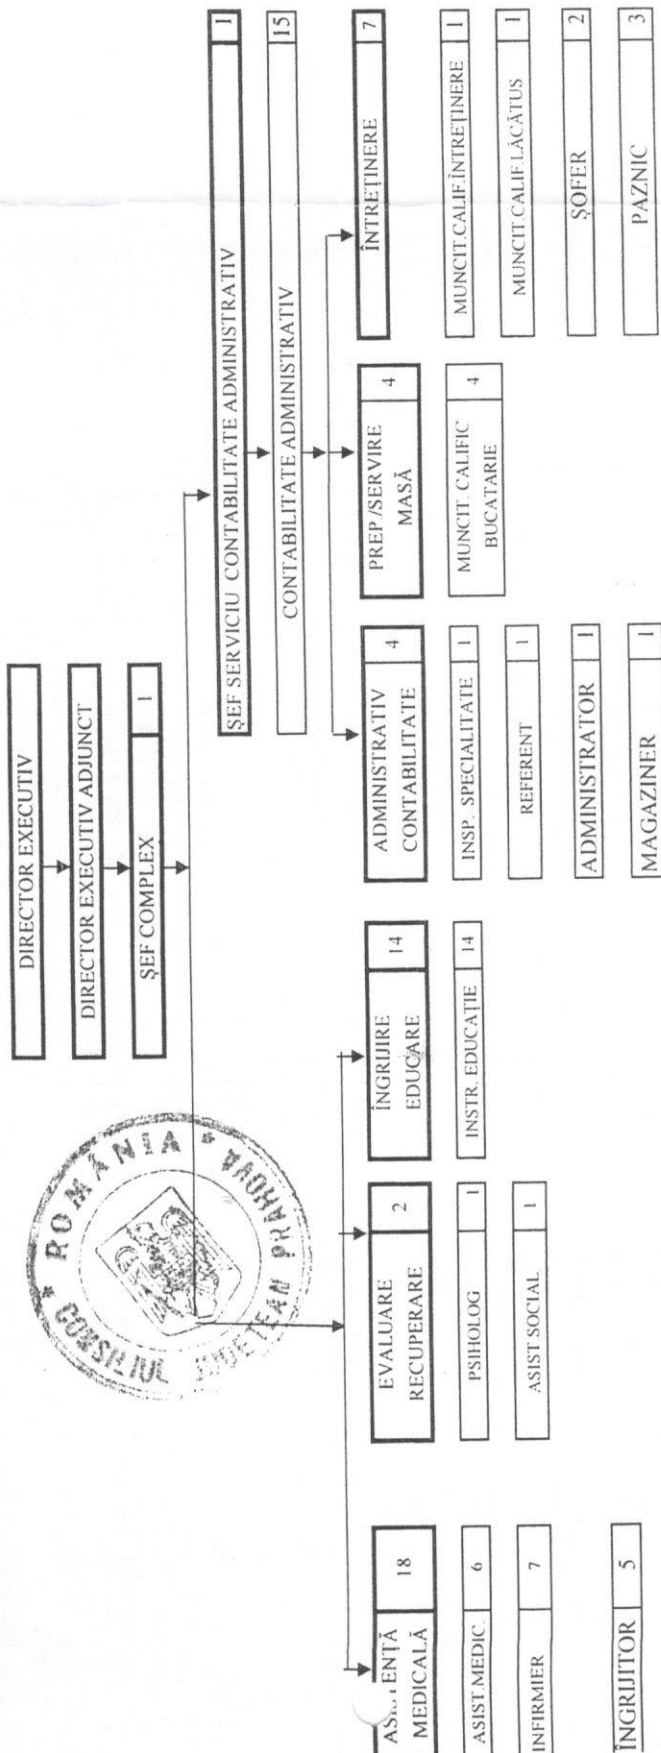 DIRECTOR EXECUTIV
DIRECTOR EXECUTIV ADJUNCT
ȘEF COMPLEX 1
* ROMÂNIA *
CONSILIUL JUDEȚEAN PRAHOVA
ȘEF SERVICIU CONTABILITATE ADMINISTRATIV 1
CONTABILITATE ADMINISTRATIV 15
MEDICALĂ 18
ASIST.MEDIC. 6
INFIRMIER 7
ÎNGRIJITOR 5
EVALUARE
RECUPERARE 2
PSIHOLOG 1
ASIST SOCIAL 1
ÎNGRIJIRE
EDUCARE 14
INSTR. EDUCAȚIE 14
ADMINISTRATIV
CONTABILITATE 4
INSP. SPECIALITATE 1
REFERENT 1
ADMINISTRATOR 1
MAGAZINER 1
PREP./SERVIRE
MASĂ 4
MUNCIT. CALIFIC
BUCATARIE 4
ÎNTREȚINERE 7
MUNCIT.CALIF.ÎNTREȚINERE 1
MUNCIT.CALIF.LĂCĂTUS 1
ȘOFER 2
PAZNIC 3